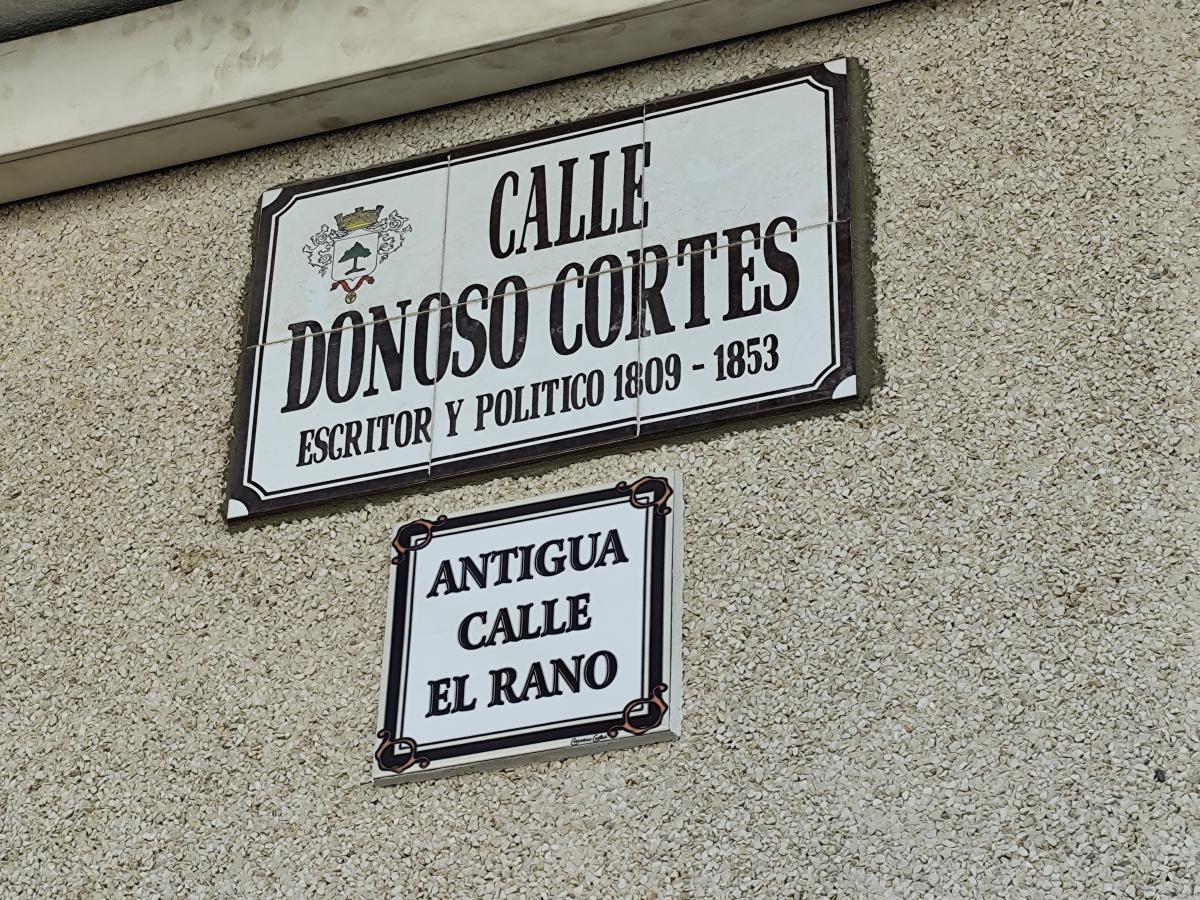 CALLE
DONOSO CORTES
ESCRITOR Y POLITICO 1809 - 1853
ANTIGUA
CALLE
EL RANO